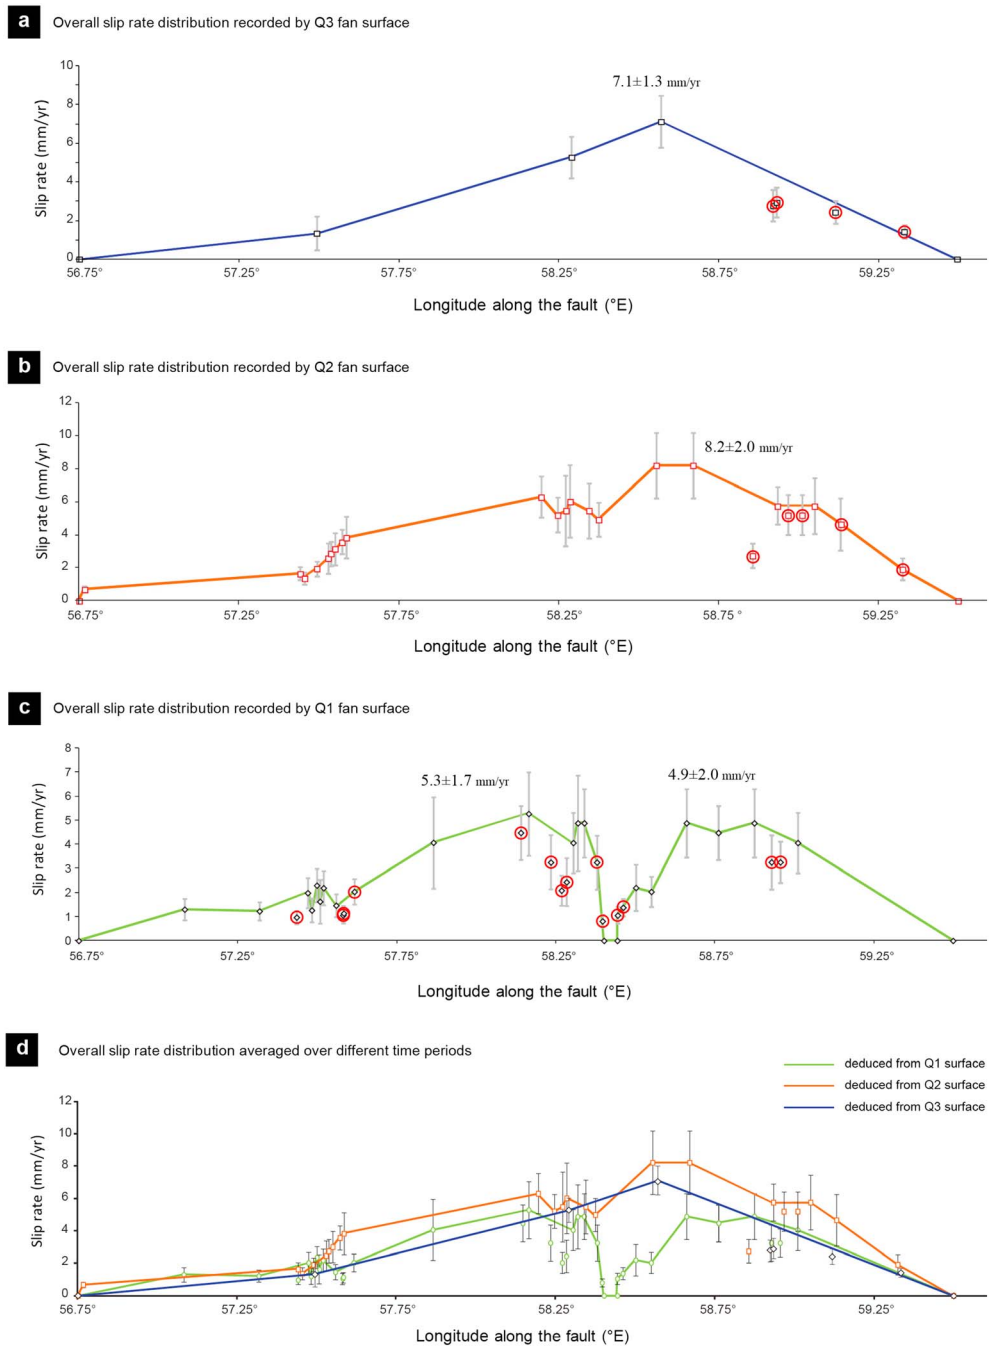 a Overall slip rate distribution recorded by Q3 fan surface
7.1±1.3 mm/yr
Slip rate (mm/yr)
10
8
6
4
2
0
56.75° 57.25° 57.75° 58.25° 58.75° 59.25°
Longitude along the fault (°E)
b Overall slip rate distribution recorded by Q2 fan surface
8.2±2.0 mm/yr
Slip rate (mm/yr)
12
10
8
6
4
2
0
56.75° 57.25° 57.75° 58.25° 58.75° 59.25°
Longitude along the fault (°E)
c Overall slip rate distribution recorded by Q1 fan surface
5.3±1.7 mm/yr 4.9±2.0 mm/yr
Slip rate (mm/yr)
8
7
6
5
4
3
2
1
0
56.75° 57.25° 57.75° 58.25° 58.75° 59.25°
Longitude along the fault (°E)
d Overall slip rate distribution averaged over different time periods
deduced from Q1 surface
deduced from Q2 surface
deduced from Q3 surface
Slip rate (mm/yr)
12
10
8
6
4
2
0
56.75° 57.25° 57.75° 58.25° 58.75° 59.25°
Longitude along the fault (°E)